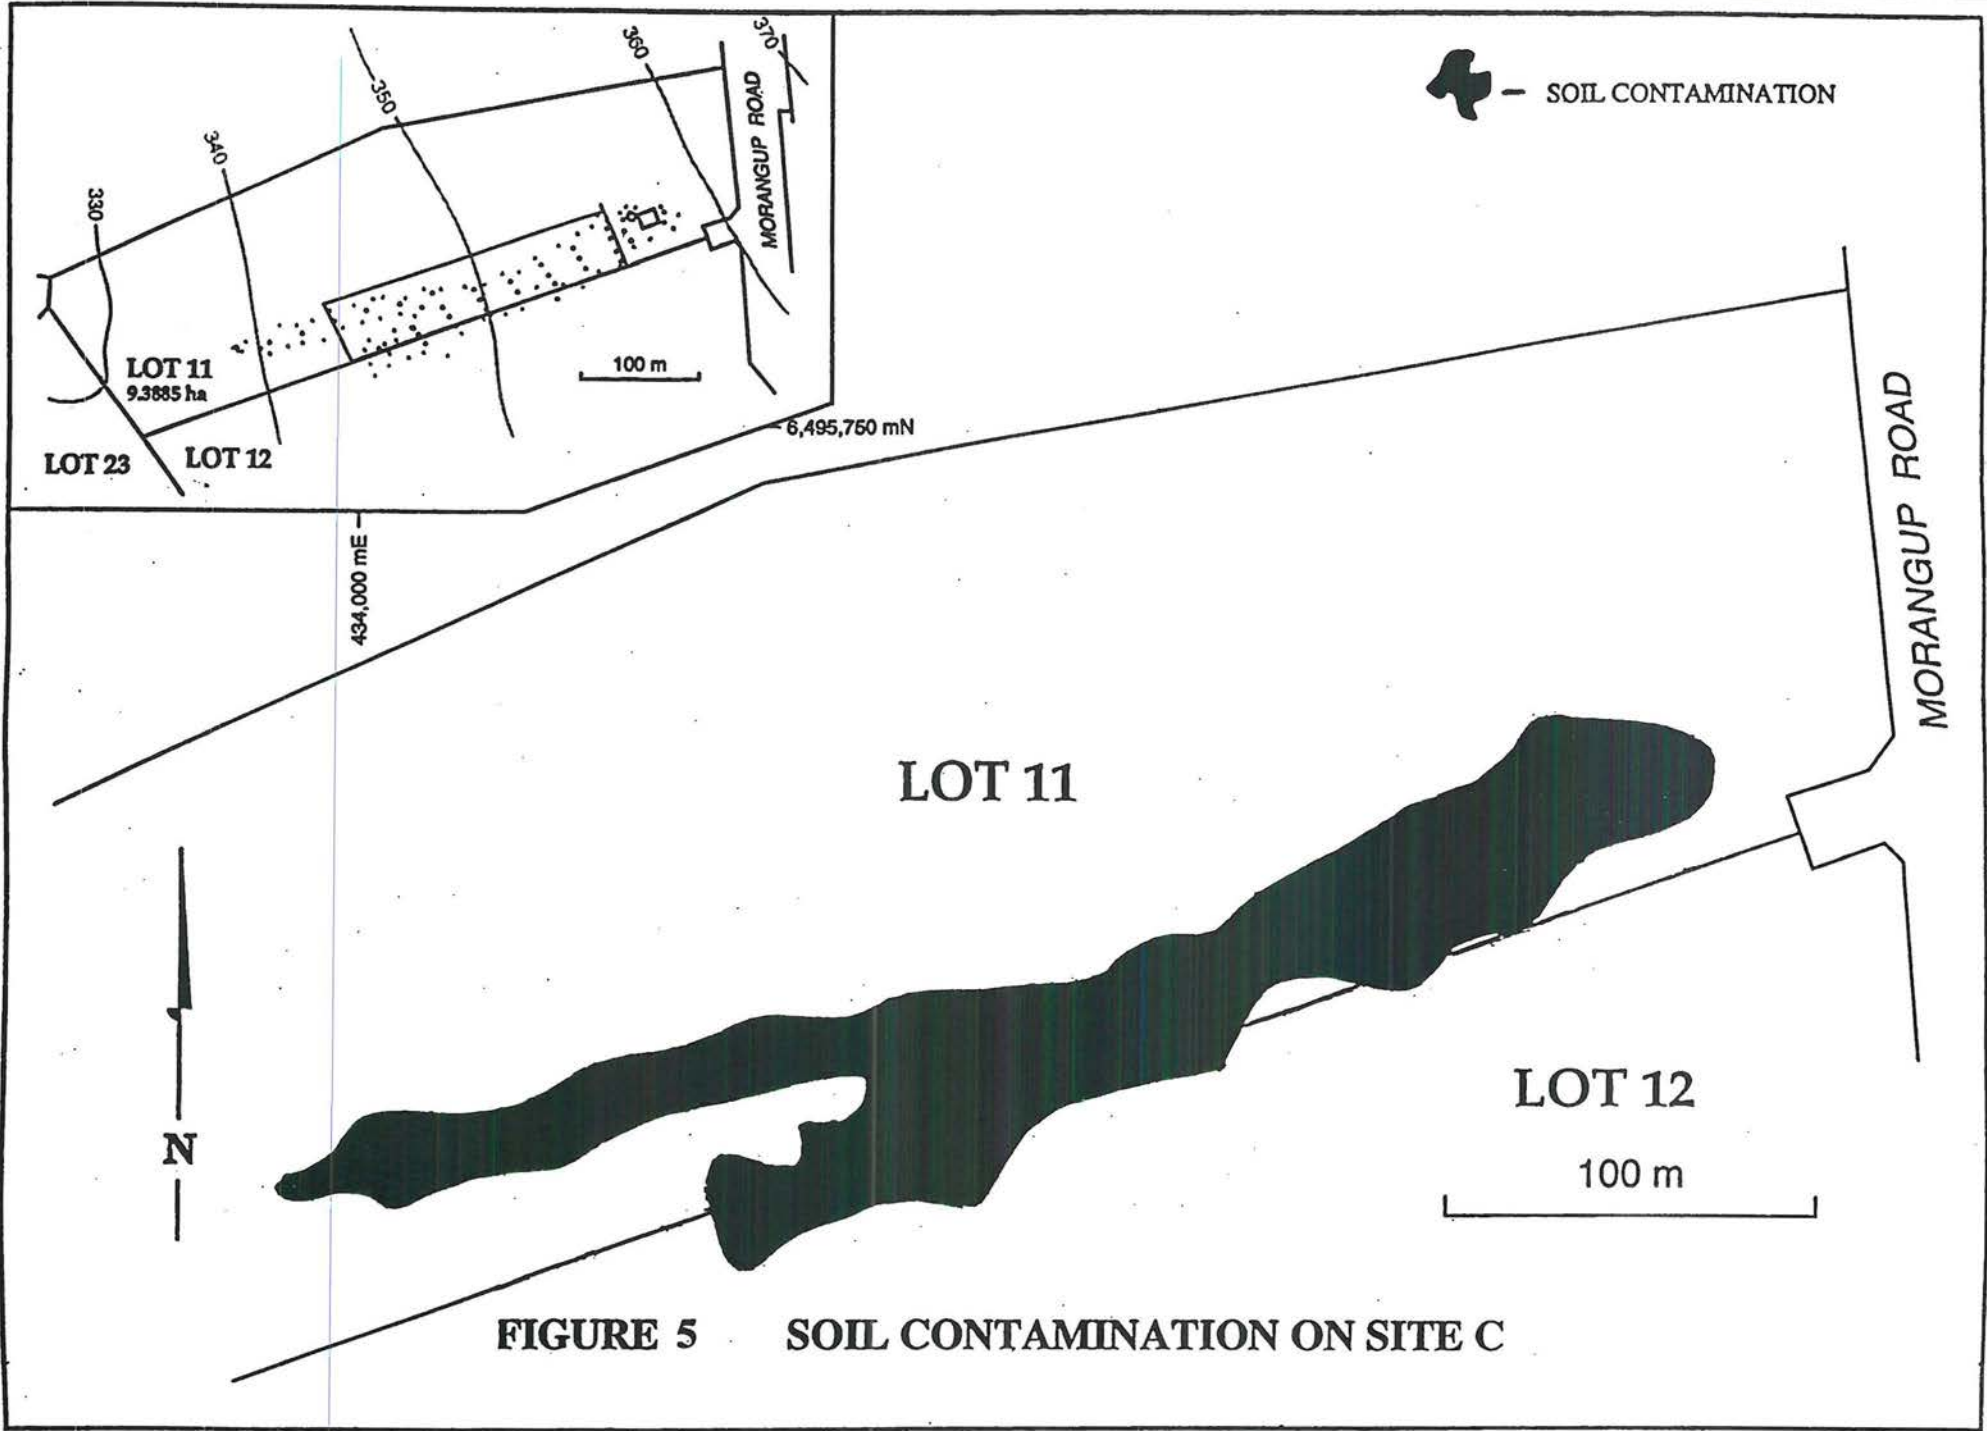 370
360
350
340
330
MORANGUP ROAD
100 m
LOT 11
9.3885 ha
LOT 23
LOT 12
SOIL CONTAMINATION
6,495,750 mN
434,000 mE
MORANGUP ROAD
LOT 11
LOT 12
N
100 m
FIGURE 5 SOIL CONTAMINATION ON SITE C